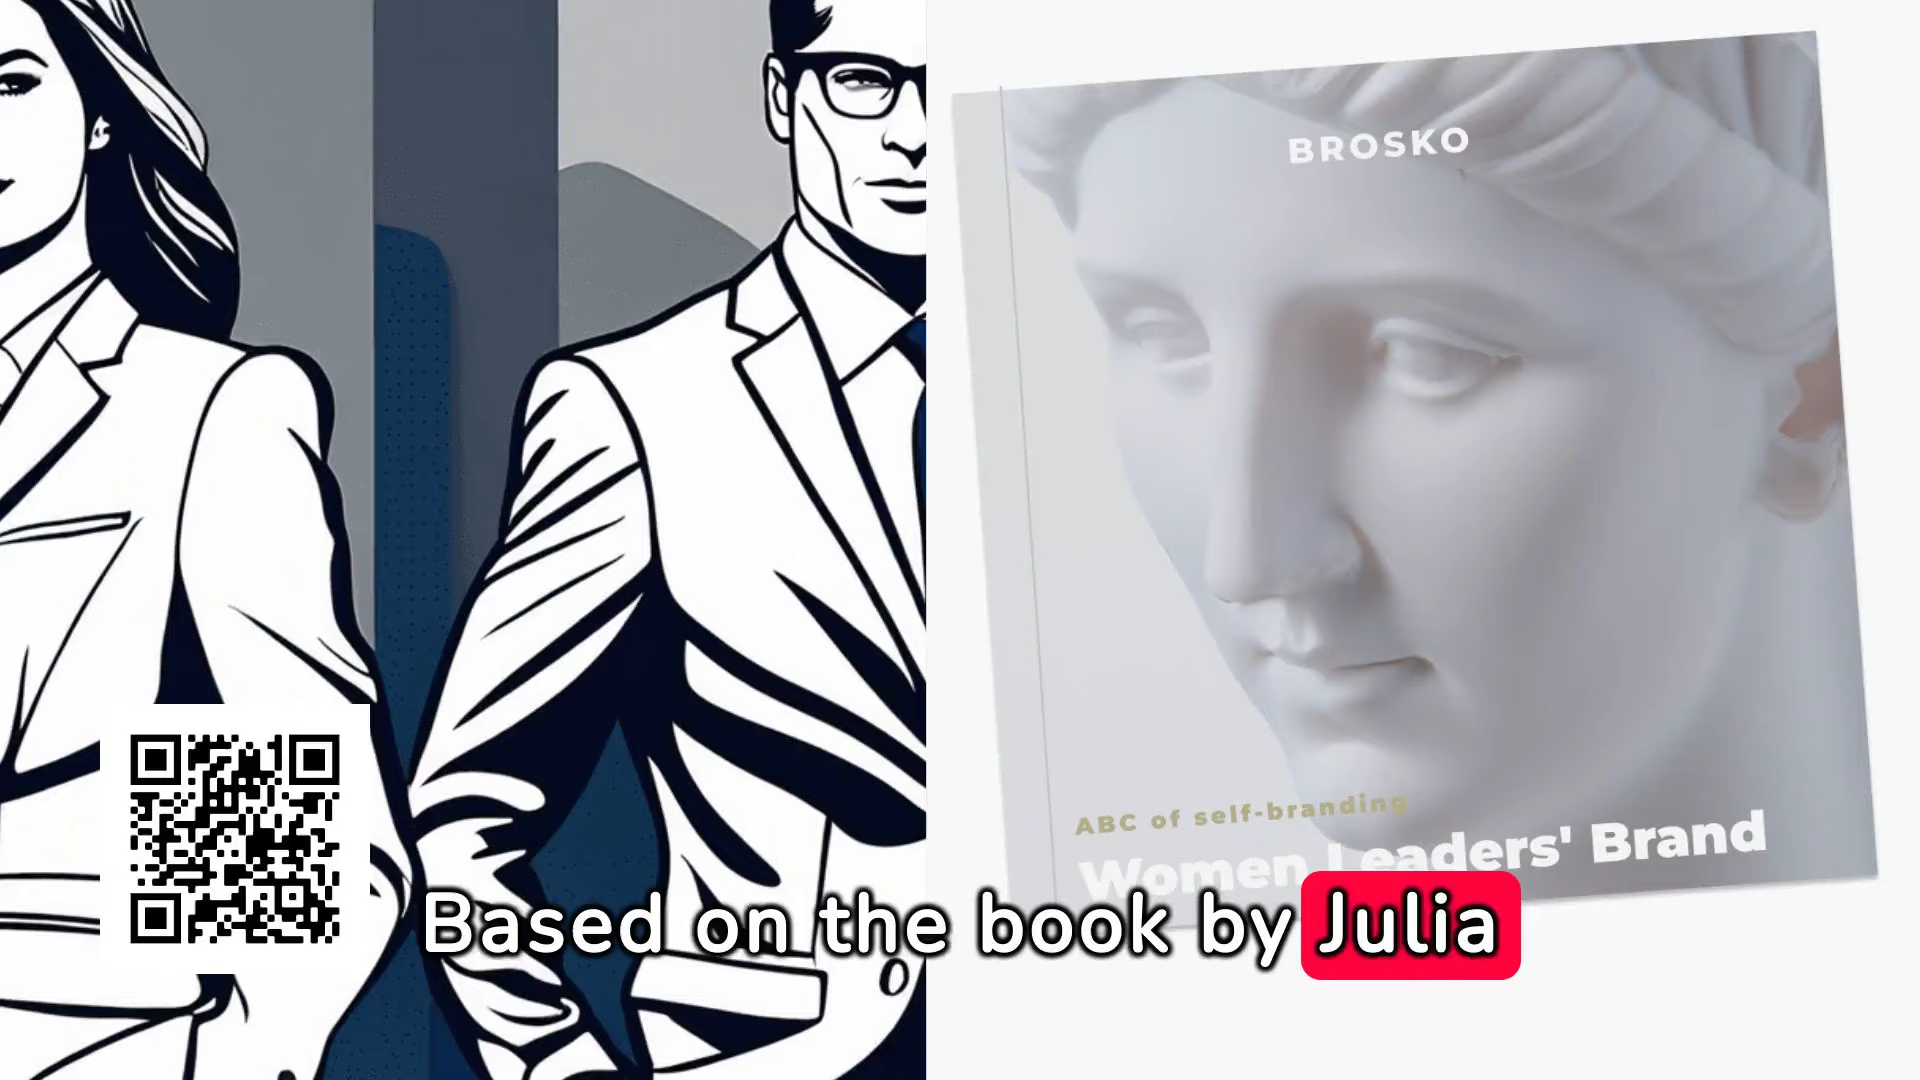 BROSKO
ABC of self-branding
Women Leaders' Brand
Based on the book by Julia